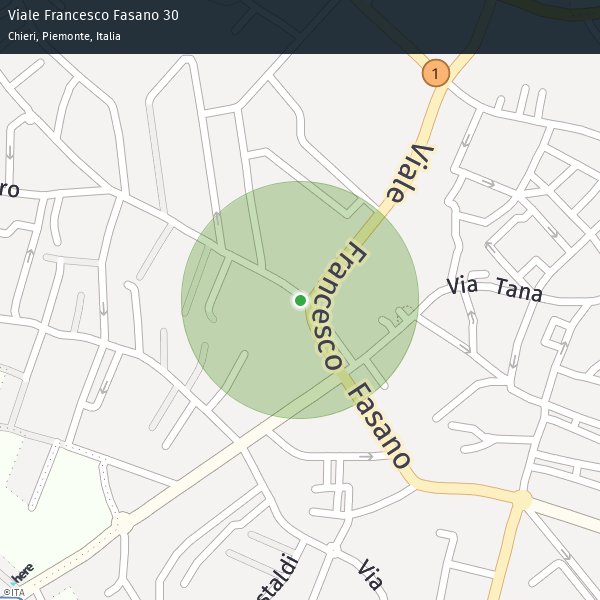 Viale Francesco Fasano 30
Chieri, Piemonte, Italia
1
Viale Francesco Fasano
ro
Via Tana
staldi
Via
here
©ITA